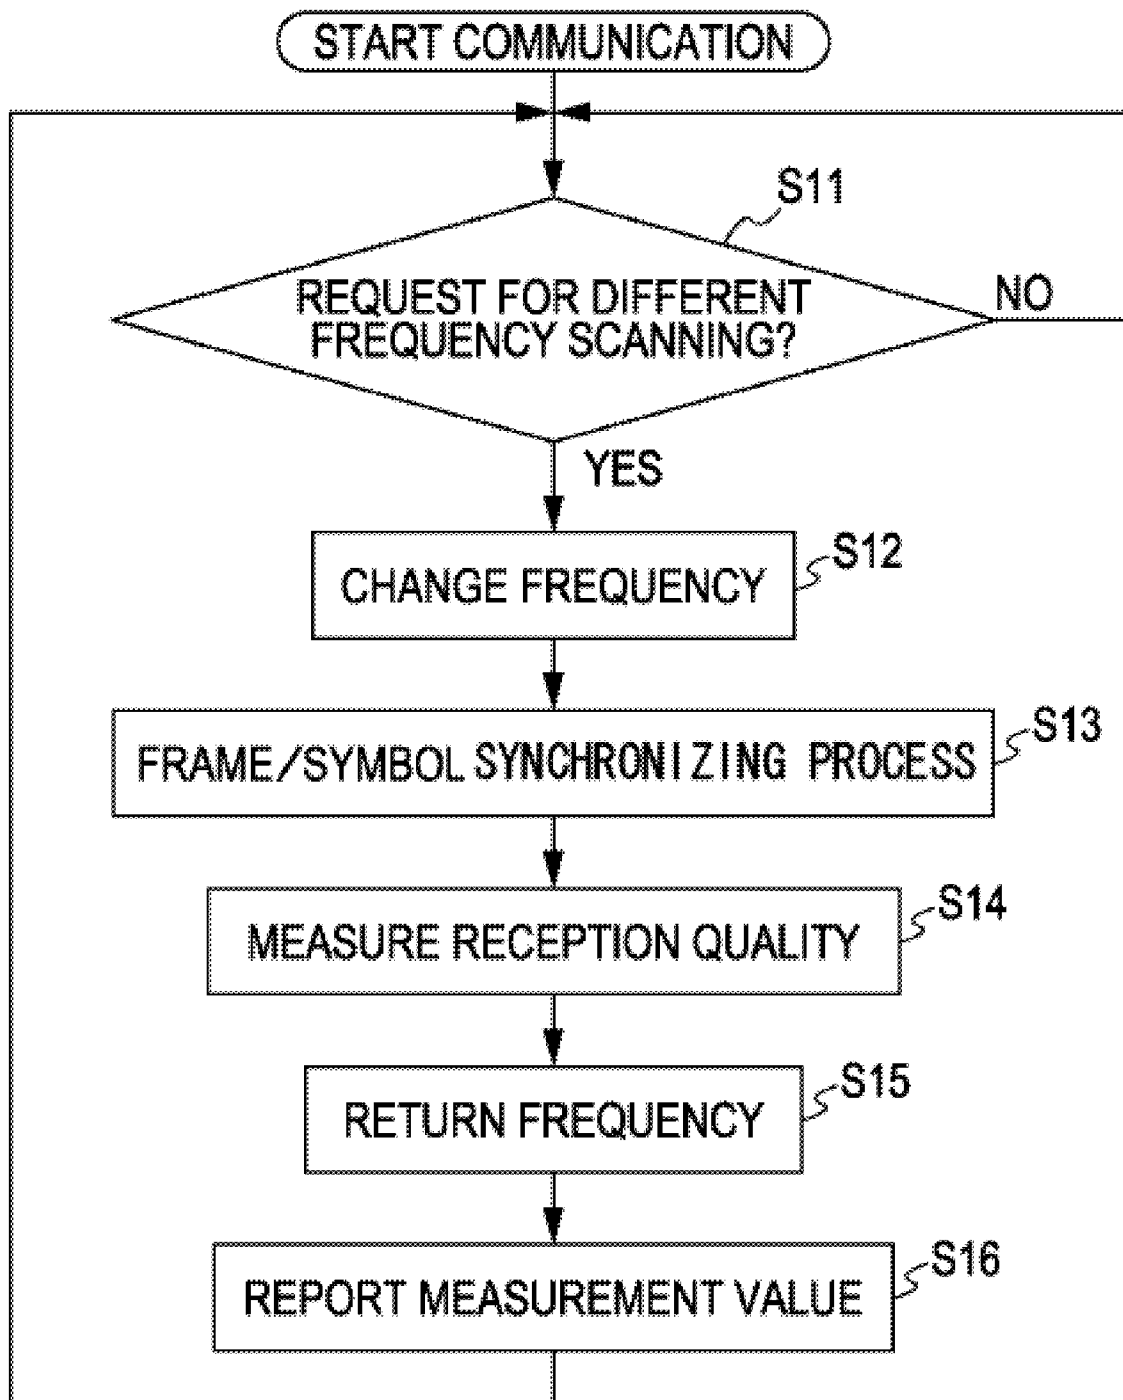 START COMMUNICATION
S11
REQUEST FOR DIFFERENT
FREQUENCY SCANNING?
NO
YES
S12
CHANGE FREQUENCY
S13
FRAME/SYMBOL SYNCHRONIZING PROCESS
S14
MEASURE RECEPTION QUALITY
S15
RETURN FREQUENCY
S16
REPORT MEASUREMENT VALUE